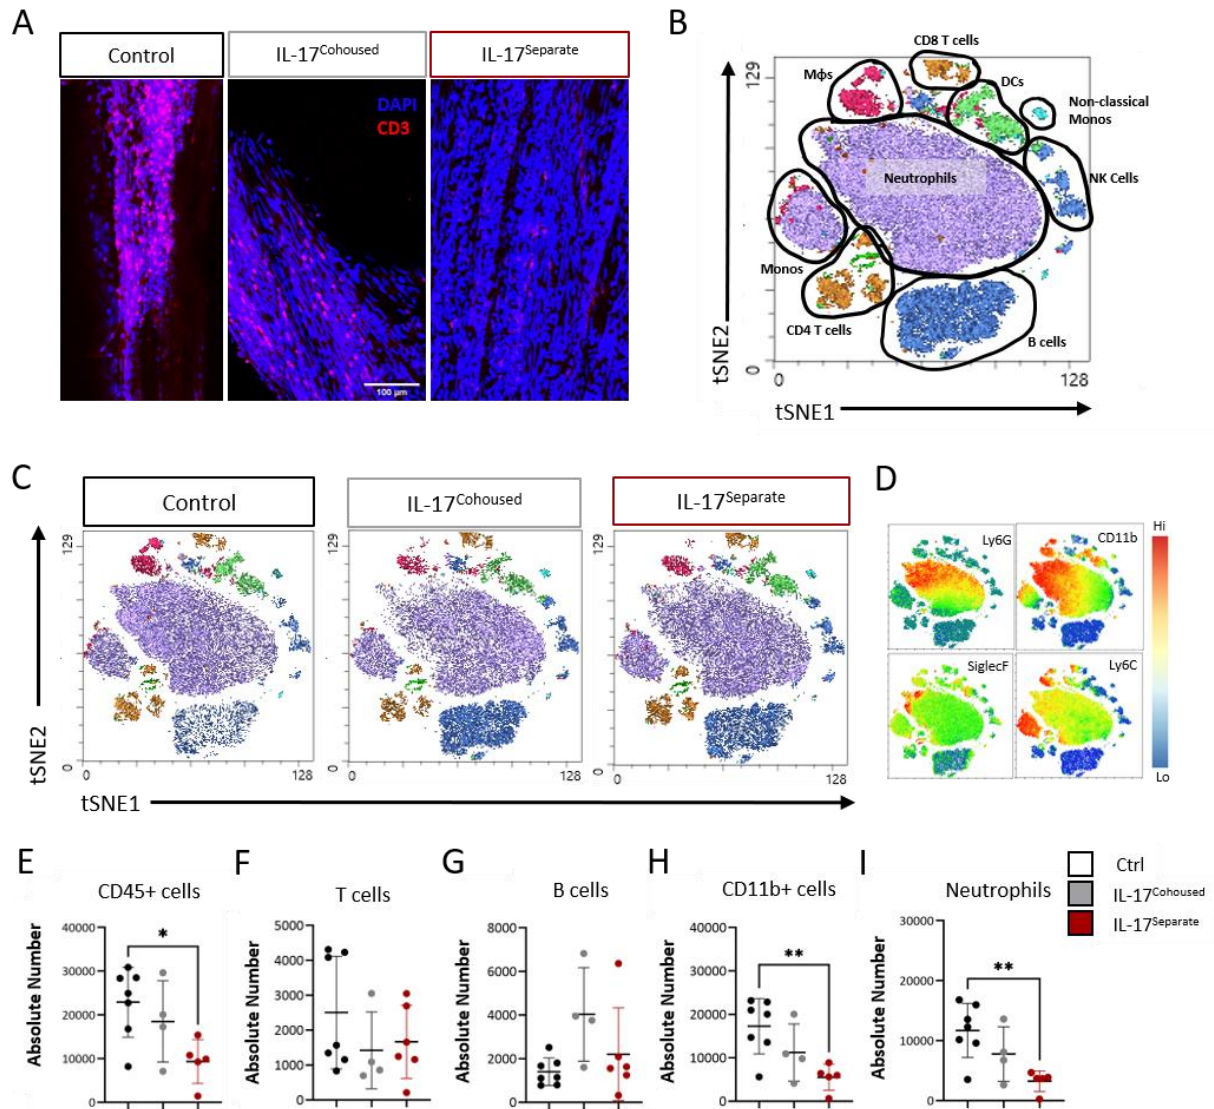 A
Control
IL-17Cohoused
IL-17Separate
DAPI
CD3
100 µm
B
129
0
tSNE2
CD8 T cells
Mɸs
DCs
Non-classical
Monos
NK Cells
Neutrophils
Monos
CD4 T cells
B cells
0
128
tSNE1
C
Control
IL-17Cohoused
IL-17Separate
tSNE2
129
0
0
128
129
0
0
128
129
0
0
128
tSNE1
D
Ly6G
CD11b
SiglecF
Ly6C
Hi
Lo
E
CD45+ cells
Absolute Number
40000
30000
20000
10000
0
*
F
T cells
Absolute Number
5000
4000
3000
2000
1000
0
G
B cells
Absolute Number
8000
6000
4000
2000
0
H
CD11b+ cells
Absolute Number
40000
30000
20000
10000
0
**
I
Neutrophils
Absolute Number
30000
20000
10000
0
**
Ctrl
IL-17Cohoused
IL-17Separate